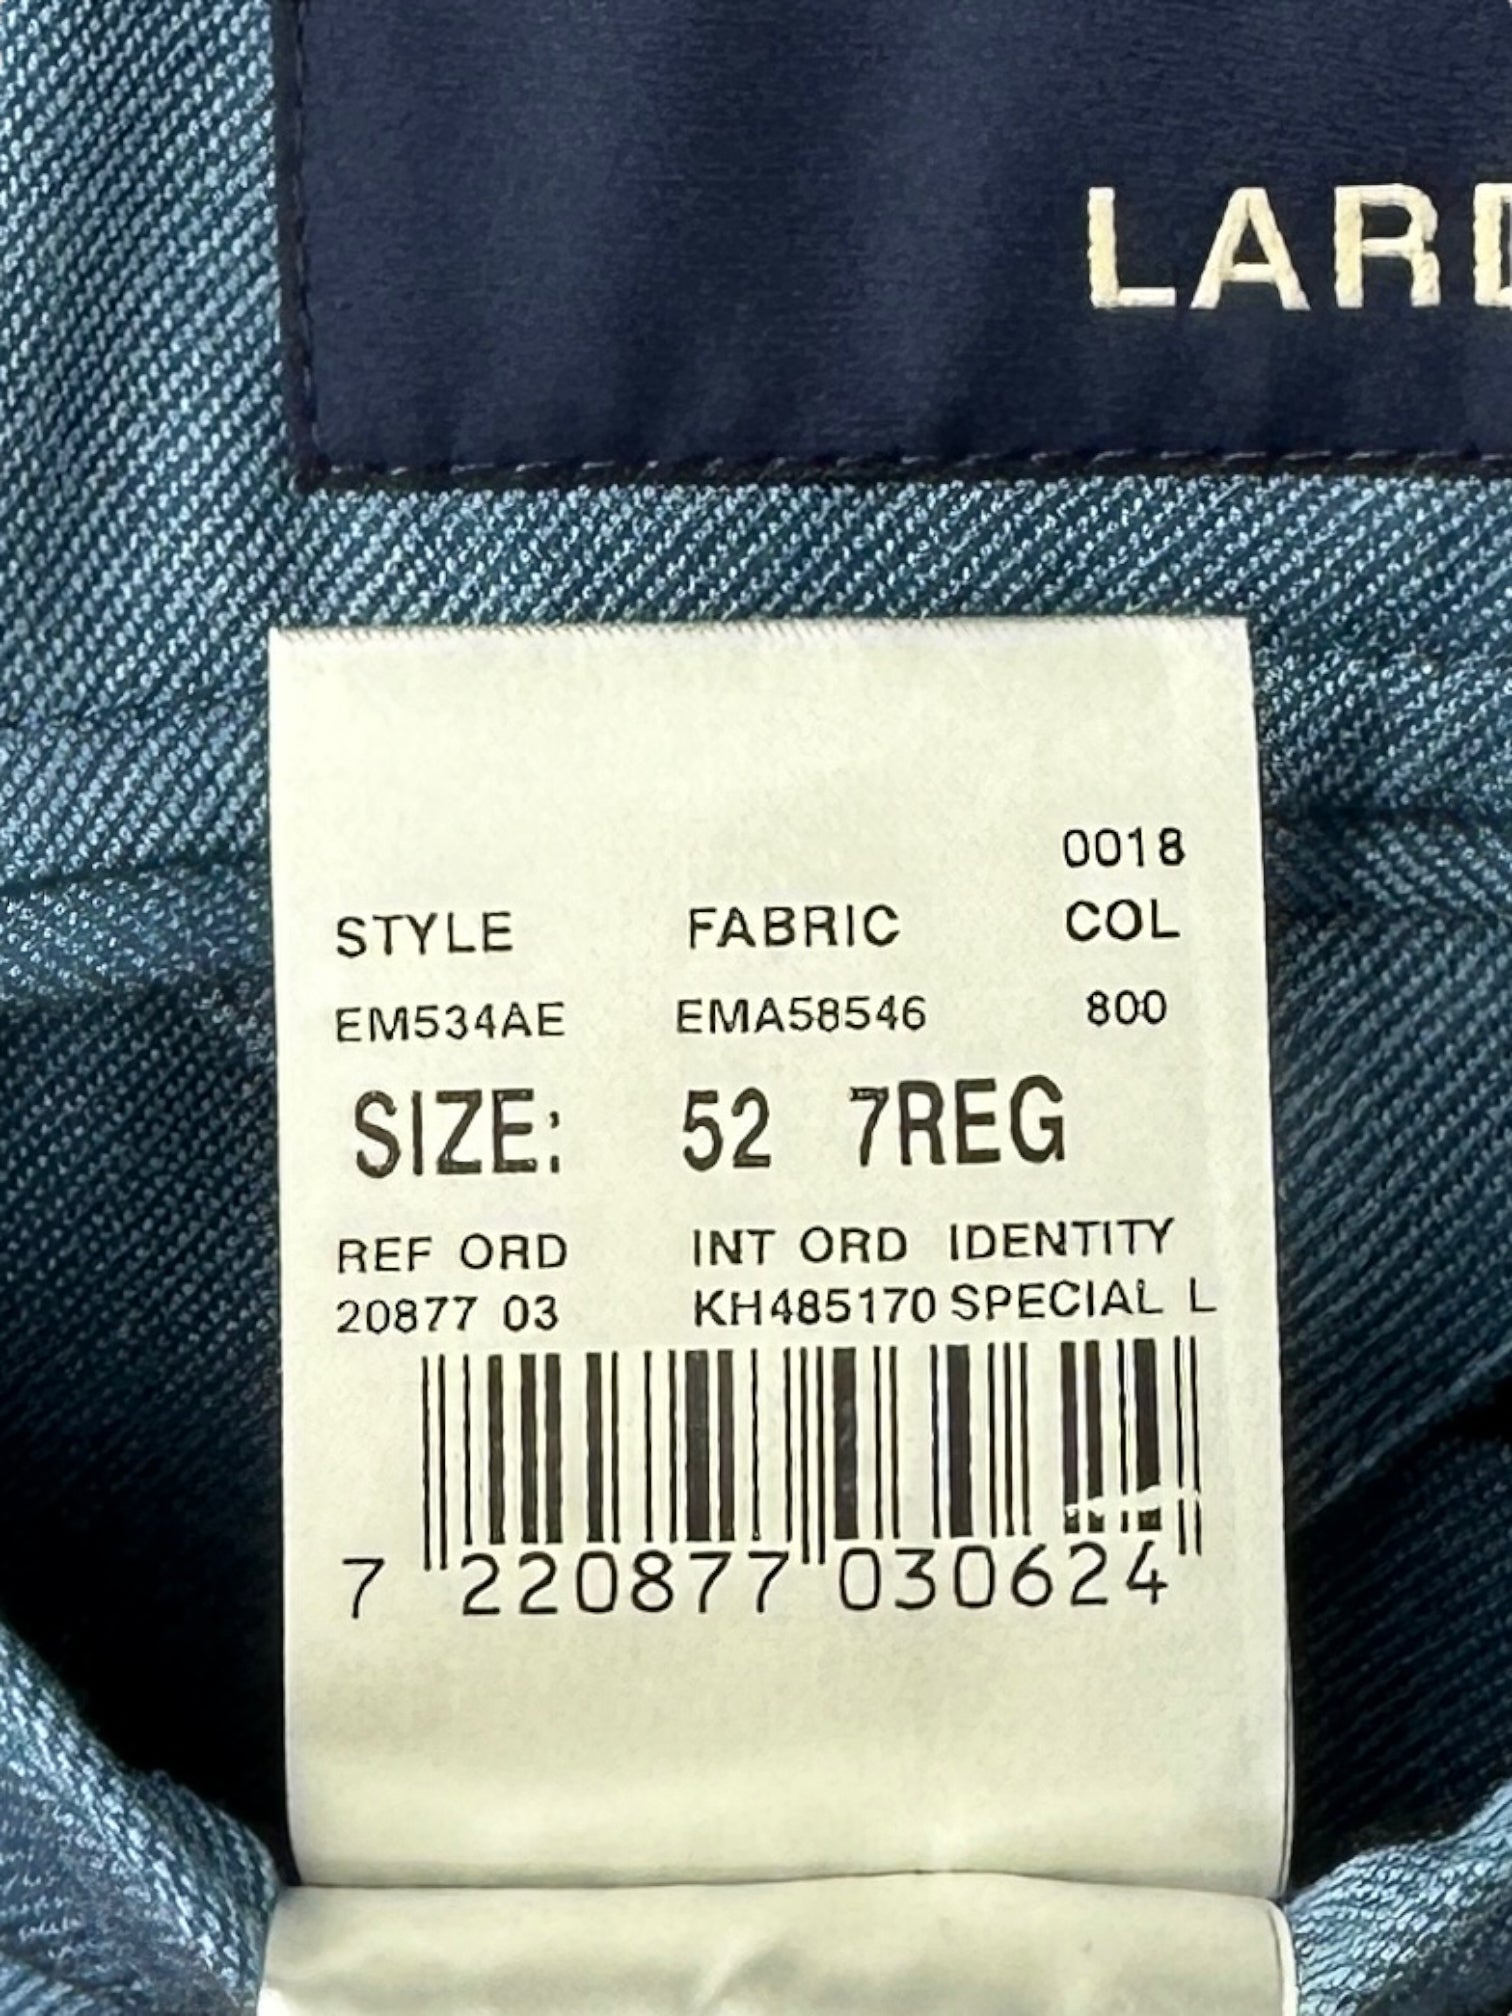 LARD
0018
STYLE FABRIC COL
EM534AE EMA58546 800
SIZE: 52 7REG
REF ORD INT ORD IDENTITY
20877 03 KH485170 SPECIAL L
7 220877 030624